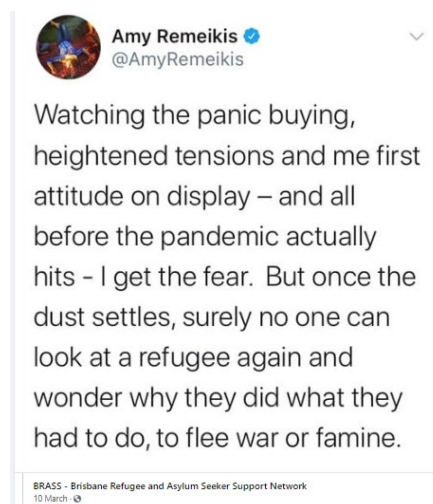 Amy Remeikis
@AmyRemeikis
Watching the panic buying,
heightened tensions and me first
attitude on display – and all
before the pandemic actually
hits - I get the fear.  But once the
dust settles, surely no one can
look at a refugee again and
wonder why they did what they
had to do, to flee war or famine.
BRASS - Brisbane Refugee and Asylum Seeker Support Network
10 March ·